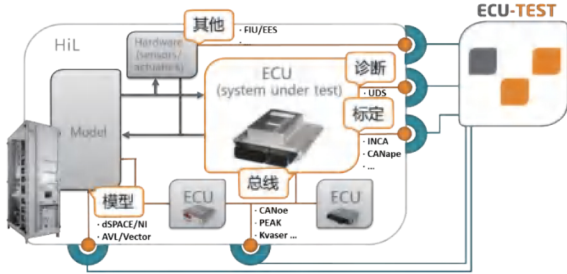 ECU-TEST
HiL
其他
· FIU/EES
...
Hardware
(sensors/
actuators)
ECU
(system under test)
诊断
· UDS
标定
· INCA
· CANape
· ...
Model
模型
· dSPACE/NI
· AVL/Vector
ECU
总线
· CANoe
· PEAK
· Kvaser ...
ECU